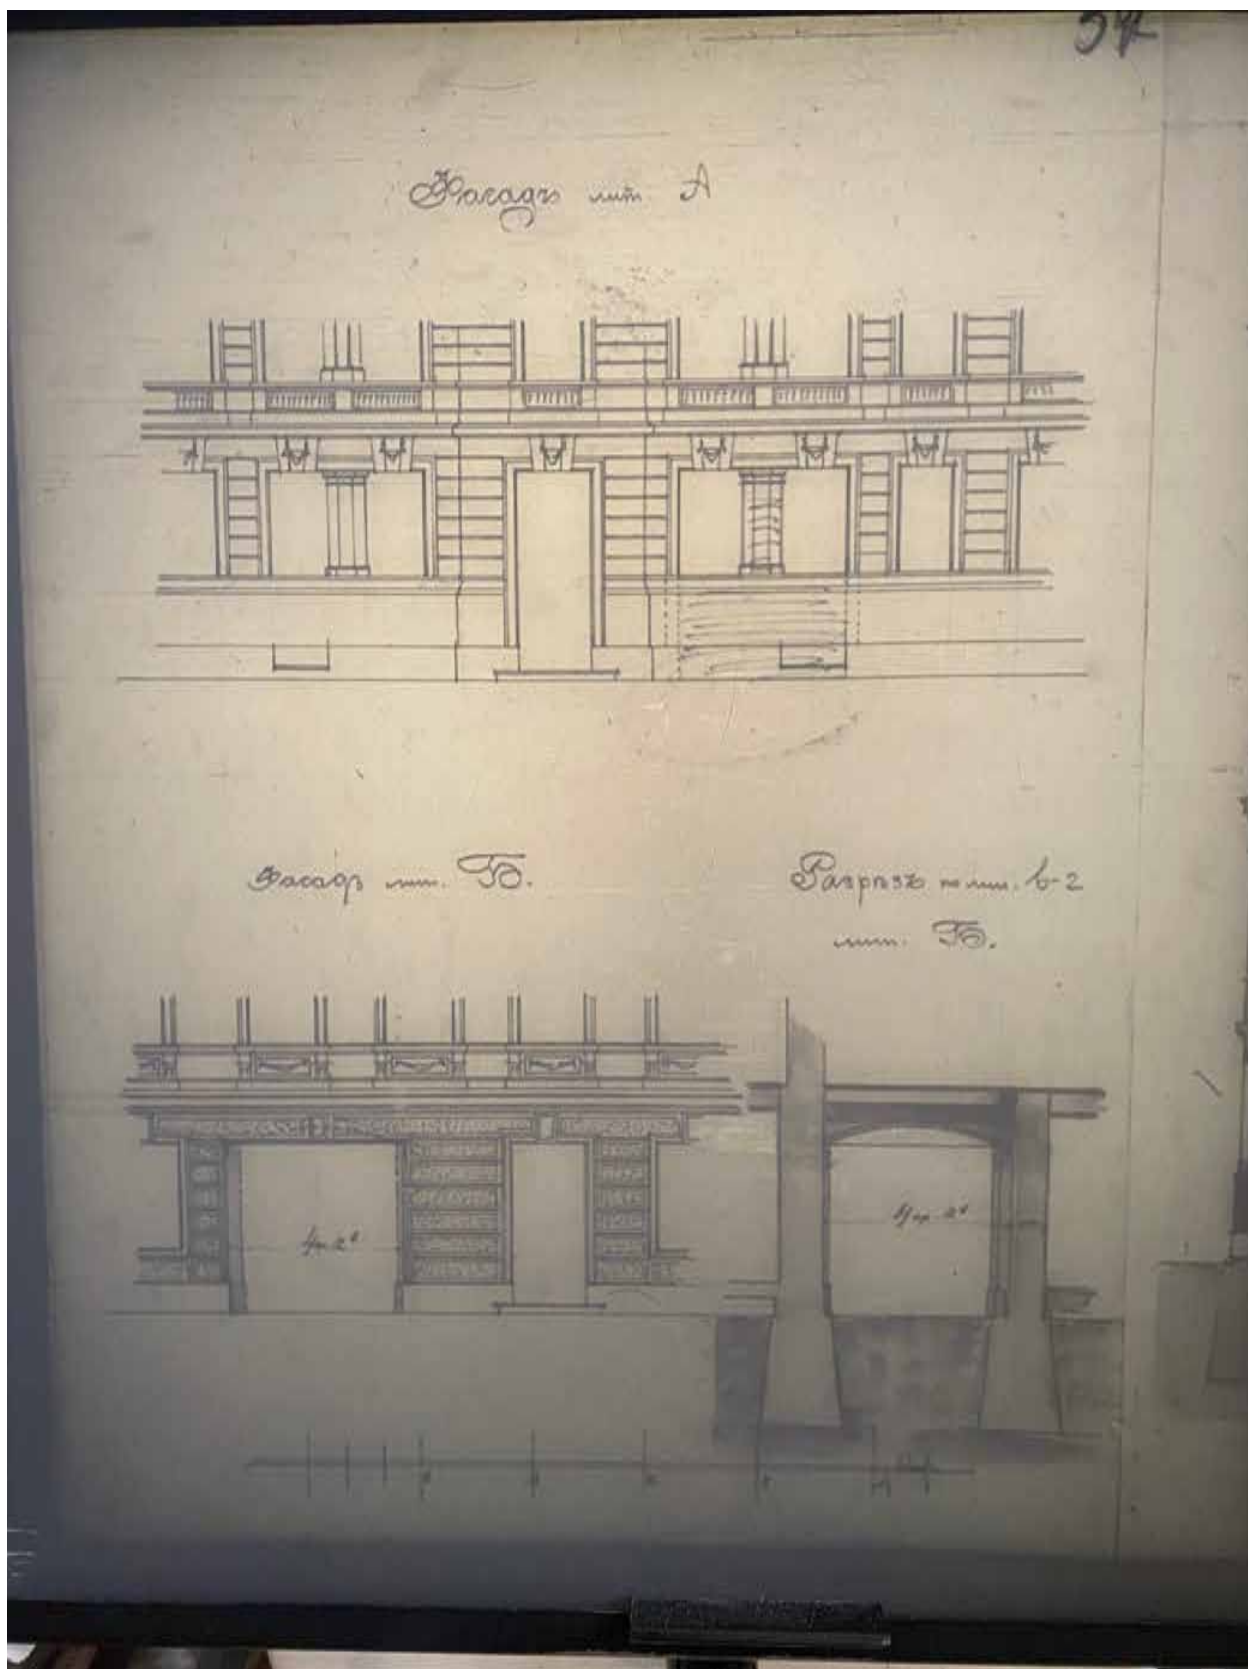 Фасадъ лит. А
Фасадъ лит. Б.
Разрѣзъ по лин. в-г
лит. Б.